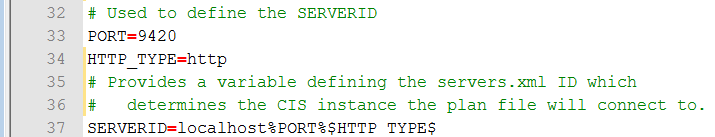 32 # Used to define the SERVERID
33 PORT=9420
34 HTTP_TYPE=http
35 # Provides a variable defining the servers.xml ID which
36 #   determines the CIS instance the plan file will connect to.
37 SERVERID=localhost%PORT%$HTTP_TYPE$